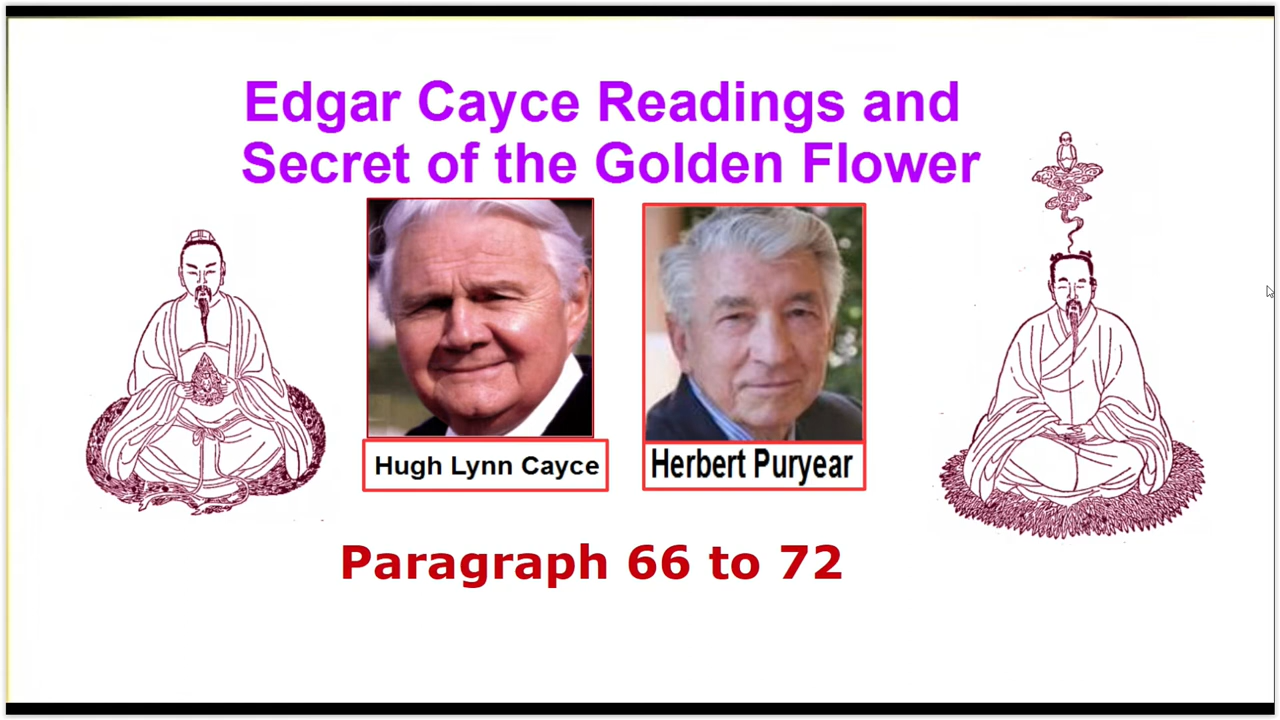 Edgar Cayce Readings and
Secret of the Golden Flower
Hugh Lynn Cayce
Herbert Puryear
Paragraph 66 to 72